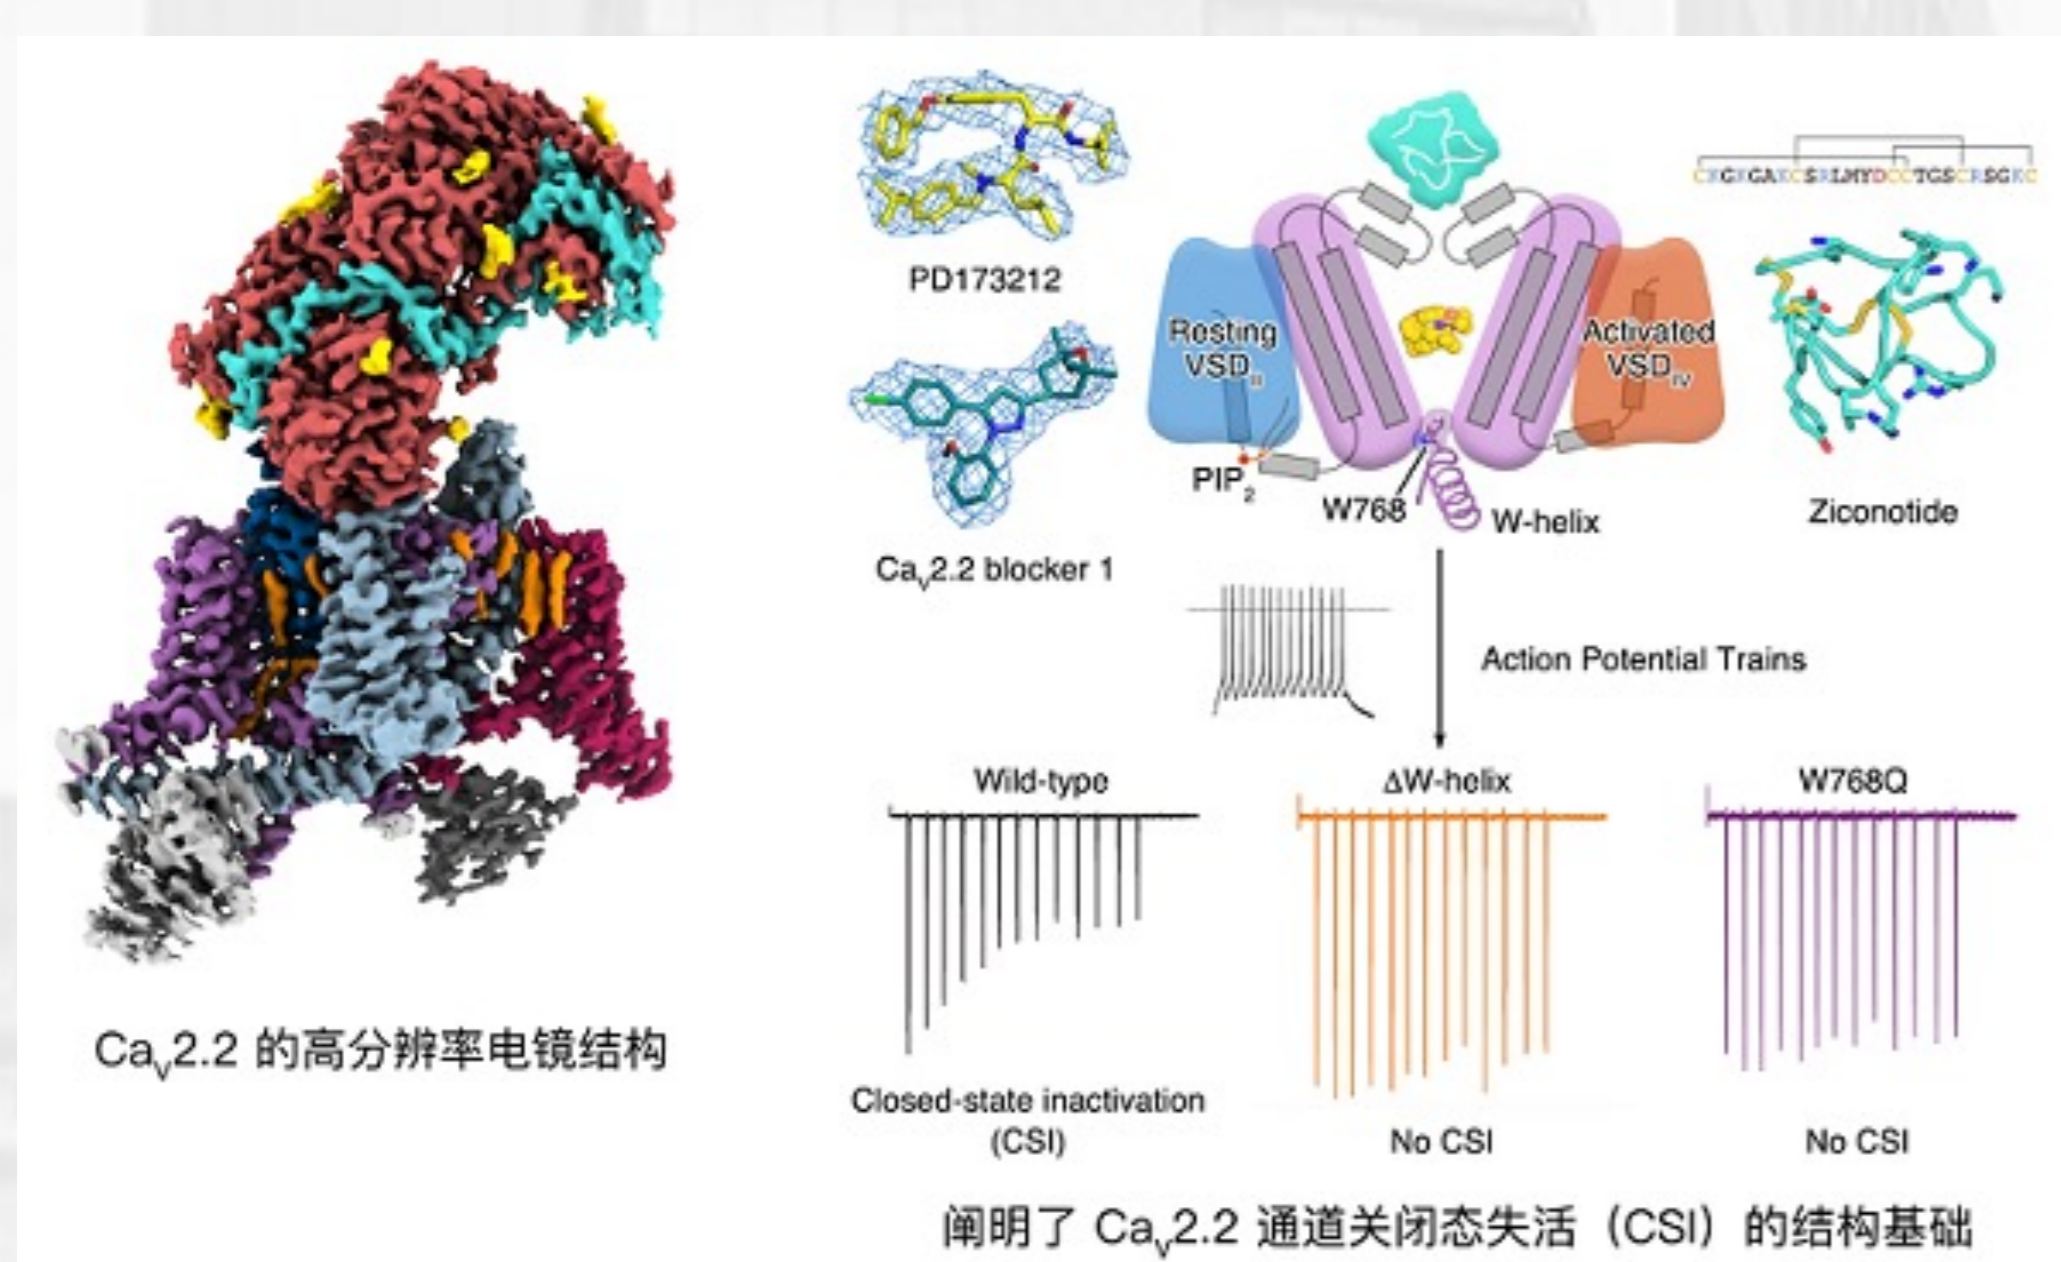 PD173212
Cav2.2 blocker 1
Resting
VSDII
Activated
VSDIV
PIP2
W768
W-helix
CKGKGAKCSRLMYDCCTGSCRSGKC
Ziconotide
Action Potential Trains
Wild-type
ΔW-helix
W768Q
Closed-state inactivation
(CSI)
No CSI
No CSI
Cav2.2 的高分辨率电镜结构
阐明了 Cav2.2 通道关闭态失活（CSI）的结构基础